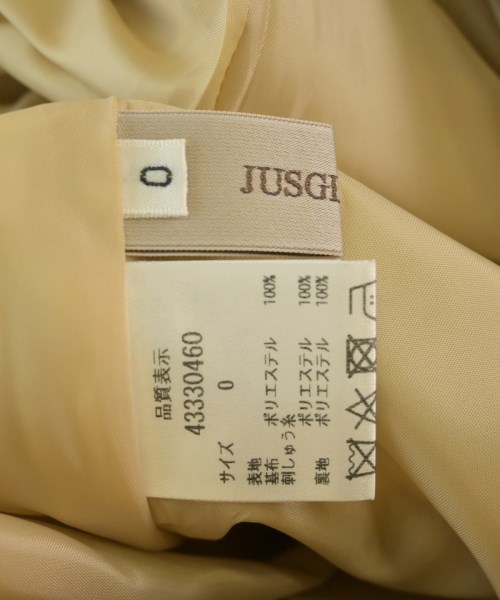 0
JUSGL
品質表示
43330460
サイズ 0
表地
基布 ポリエステル 100%
刺しゅう糸 ポリエステル 100%
裏地 ポリエステル 100%